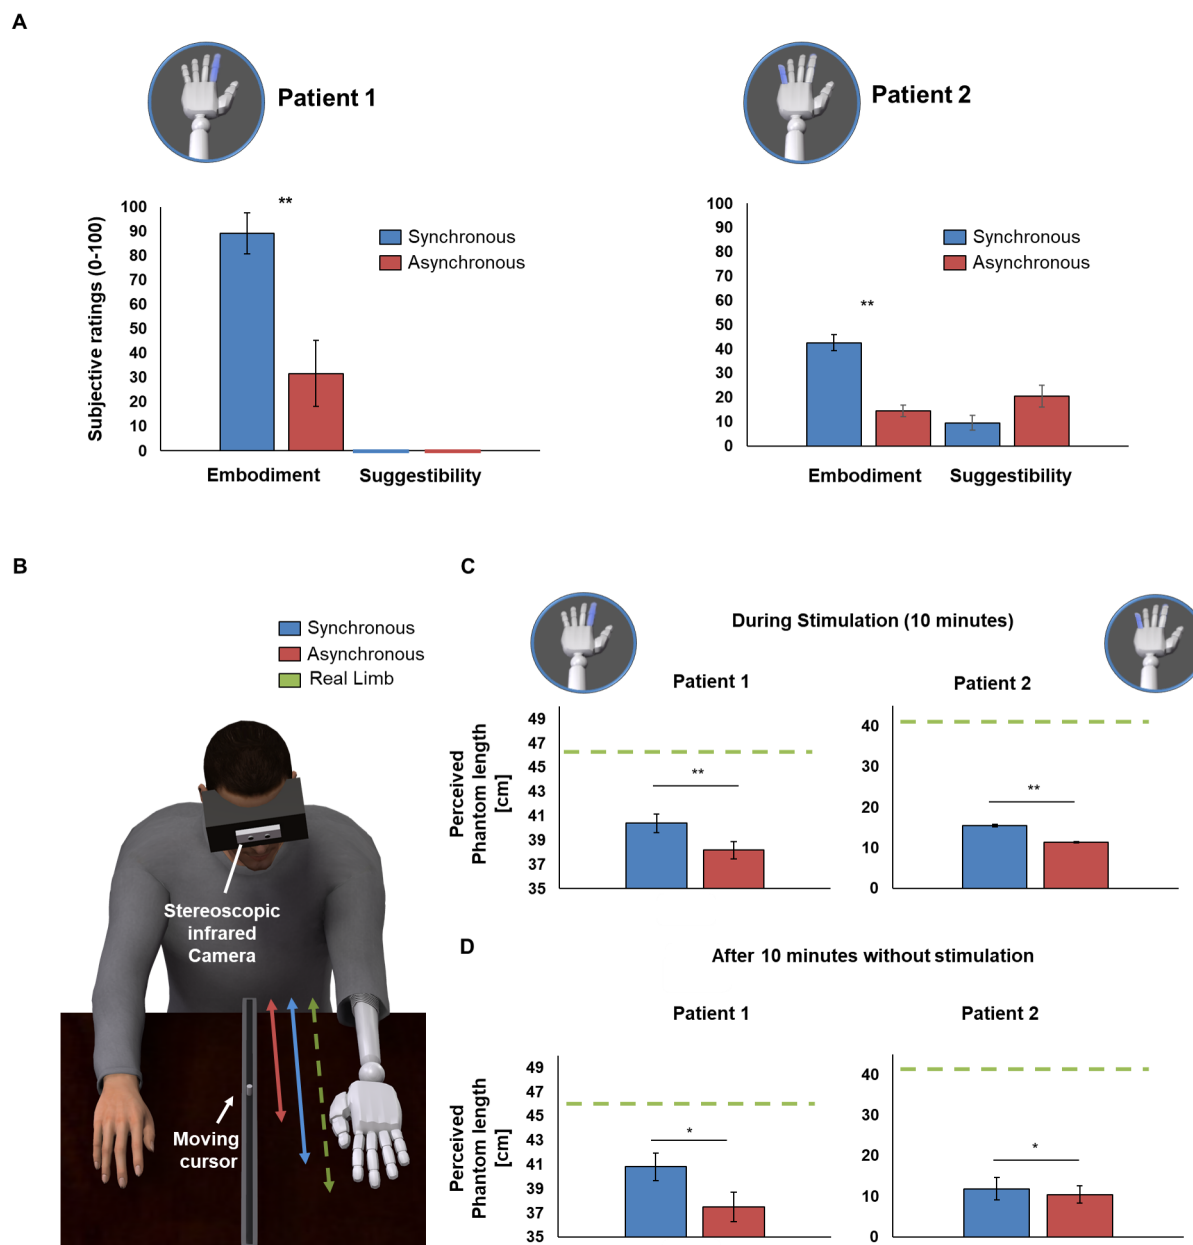 A
Patient 1
Patient 2
Subjective ratings (0-100)
100
90
80
70
60
50
40
30
20
10
0
**
Synchronous
Asynchronous
Embodiment
Suggestibility
100
90
80
70
60
50
40
30
20
10
0
**
Synchronous
Asynchronous
Embodiment
Suggestibility
B
Synchronous
Asynchronous
Real Limb
Stereoscopic
infrared
Camera
Moving
cursor
C
During Stimulation (10 minutes)
Patient 1
Patient 2
Perceived
Phantom length
[cm]
49
47
45
43
41
39
37
35
**
40
30
20
10
0
**
D
After 10 minutes without stimulation
Patient 1
Patient 2
Perceived
Phantom length
[cm]
49
47
45
43
41
39
37
35
*
40
30
20
10
0
*